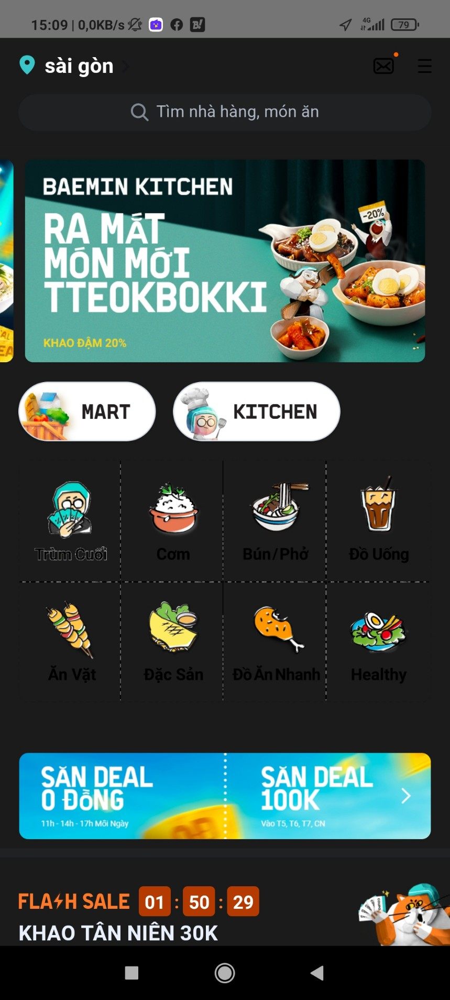 15:09 | 0,0KB/s
4G
79
sài gòn
Tìm nhà hàng, món ăn
BAEMIN KITCHEN
RA MẮT
MÓN MỚI
TTEOKBOKKI
-20%
KHAO ĐẬM 20%
MART
KITCHEN
Trùm Cuối
Cơm
Bún/Phở
Đồ Uống
Ăn Vặt
Đặc Sản
Đồ Ăn Nhanh
Healthy
SĂN DEAL
0 ĐỒNG
11h - 14h - 17h Mỗi Ngày
SĂN DEAL
100K
Vào T5, T6, T7, CN
FLASH SALE 01 : 50 : 29
KHAO TÂN NIÊN 30K